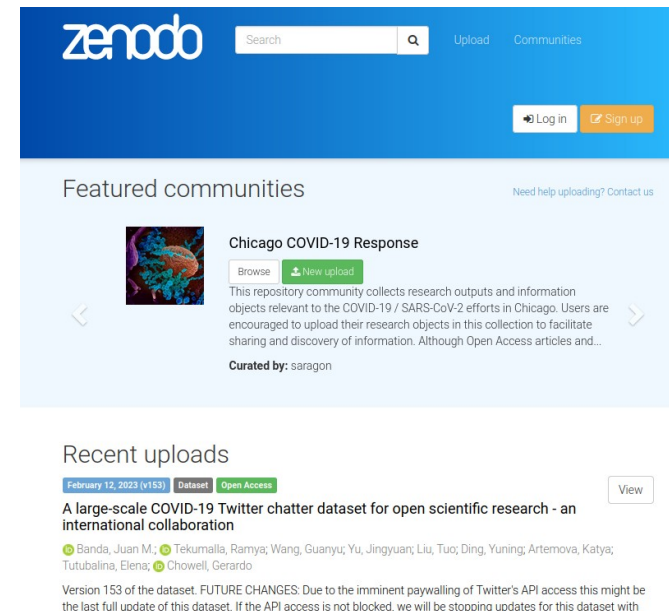 zenodo
Search
Upload
Communities
Log in
Sign up
Featured communities
Need help uploading? Contact us
Chicago COVID-19 Response
Browse
New upload
This repository community collects research outputs and information
objects relevant to the COVID-19 / SARS-CoV-2 efforts in Chicago. Users are
encouraged to upload their research objects in this collection to facilitate
sharing and discovery of information. Although Open Access articles and...
Curated by: saragon
Recent uploads
February 12, 2023 (v153) Dataset Open Access
View
A large-scale COVID-19 Twitter chatter dataset for open scientific research - an
international collaboration
iD Banda, Juan M.; iD Tekumalla, Ramya; Wang, Guanyu; Yu, Jingyuan; Liu, Tuo; Ding, Yuning; Artemova, Katya;
Tutubalina, Elena; iD Chowell, Gerardo
Version 153 of the dataset. FUTURE CHANGES: Due to the imminent paywalling of Twitter's API access this might be
the last full update of this dataset. If the API access is not blocked, we will be stopping updates for this dataset with